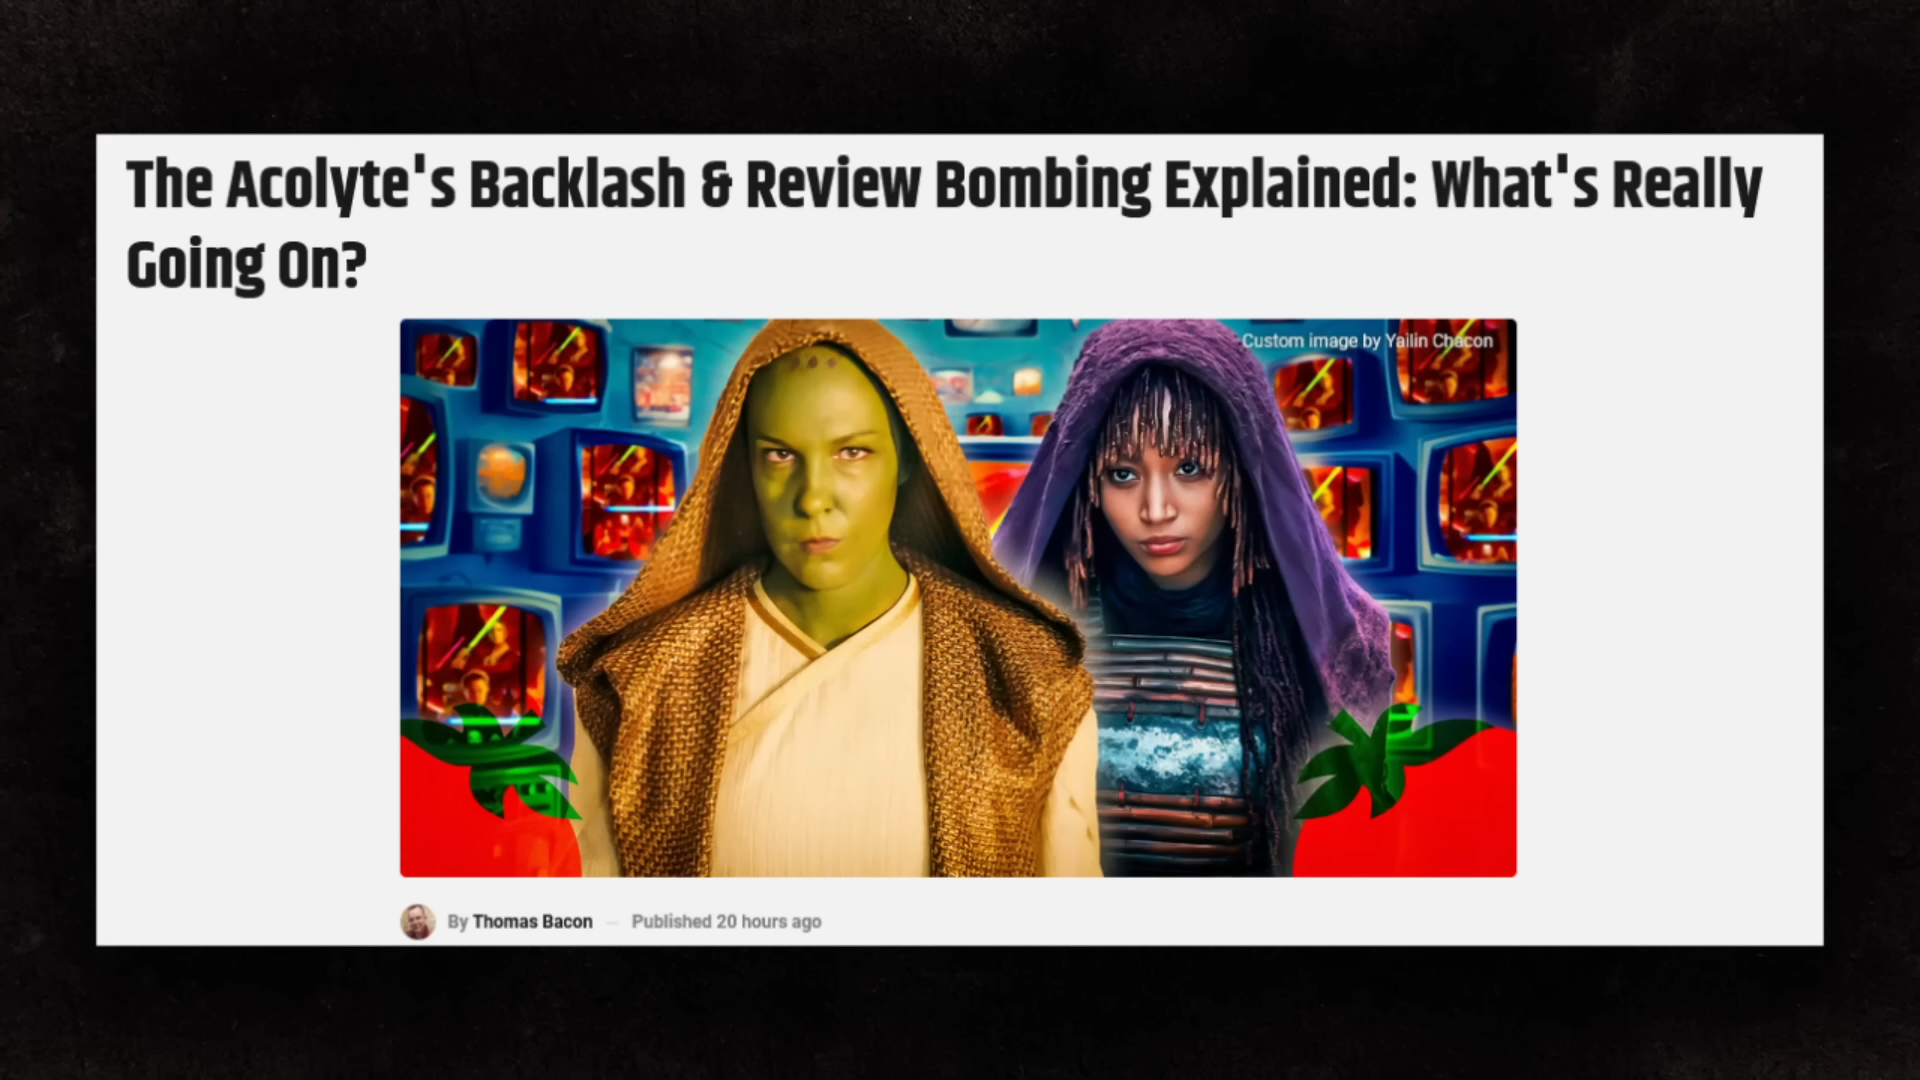 The Acolyte's Backlash & Review Bombing Explained: What's Really
Going On?
Custom image by Yailin Chacon
By Thomas Bacon — Published 20 hours ago